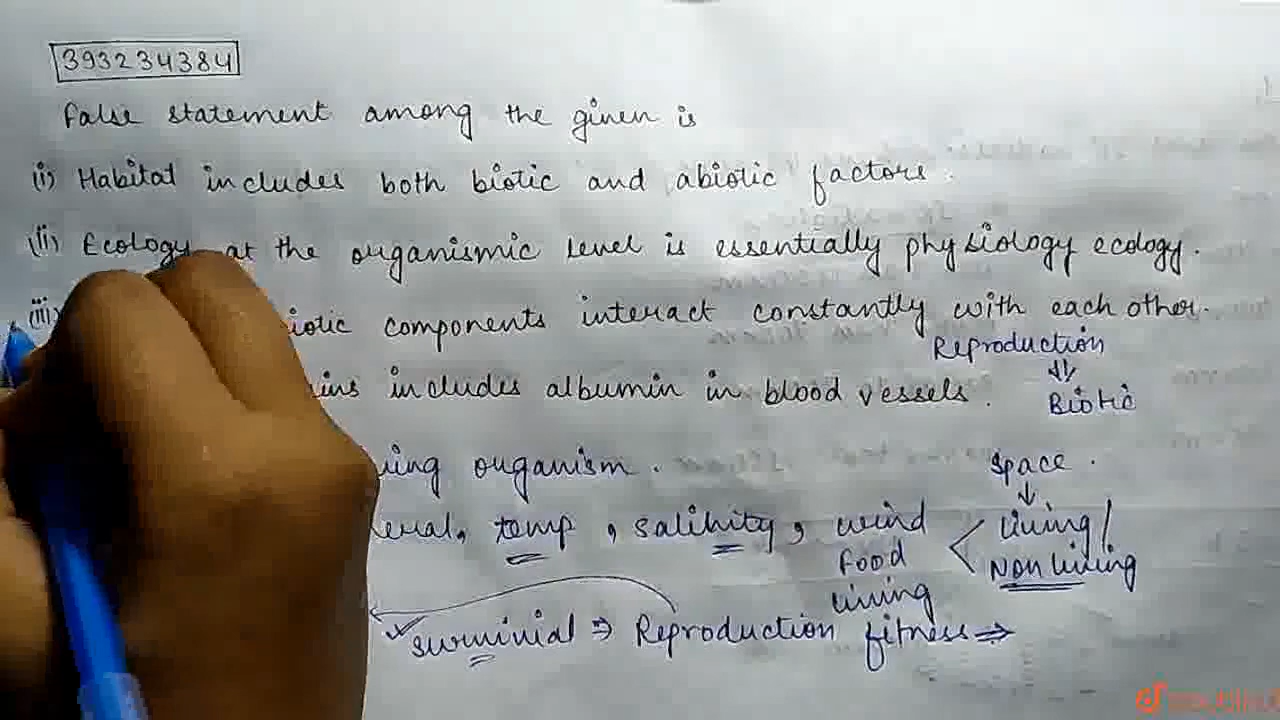 393234384
False statement among the given is
(i) Habitat includes both biotic and abiotic factors.
(ii) Ecology at the organismic level is essentially physiology ecology.
(iii) components interact constantly with each other.
Reproduction
⇓
Biotic
includes albumin in blood vessels.
organism.
space.
↓
temp, salinity, wind
Living/
Food
Non living
living
survinial ⇒ Reproduction fitness ⇒